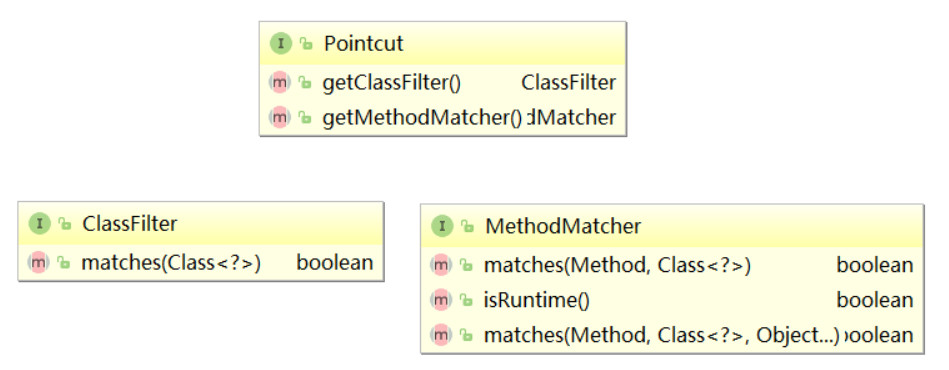 I Pointcut
m getClassFilter() ClassFilter
m getMethodMatcher() dMatcher
I ClassFilter
m matches(Class<?>) boolean
I MethodMatcher
m matches(Method, Class<?>) boolean
m isRuntime() boolean
m matches(Method, Class<?>, Object...) boolean